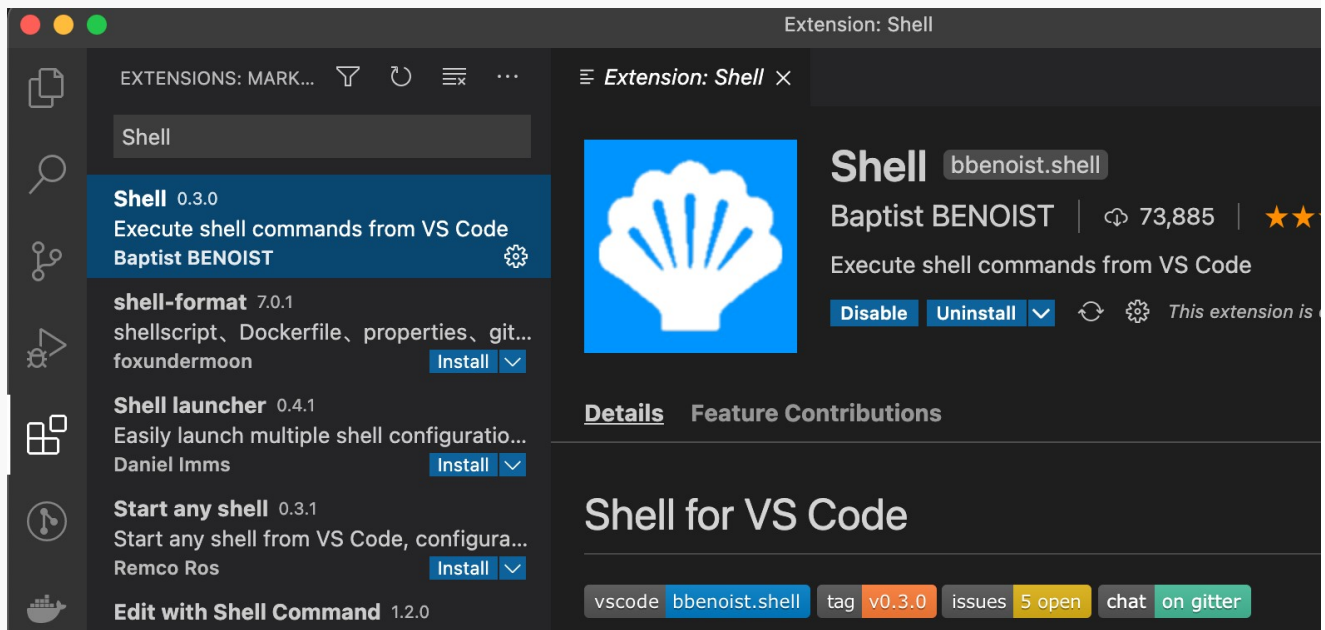 Extension: Shell
EXTENSIONS: MARK...
Shell
Shell 0.3.0
Execute shell commands from VS Code
Baptist BENOIST
shell-format 7.0.1
shellscript、Dockerfile、properties、git...
foxundermoon Install
Shell launcher 0.4.1
Easily launch multiple shell configuratio...
Daniel Imms Install
Start any shell 0.3.1
Start any shell from VS Code, configura...
Remco Ros Install
Edit with Shell Command 1.2.0
Extension: Shell
Shell bbenoist.shell
Baptist BENOIST 73,885
Execute shell commands from VS Code
Disable Uninstall This extension is
Details Feature Contributions
Shell for VS Code
vscode bbenoist.shell tag v0.3.0 issues 5 open chat on gitter